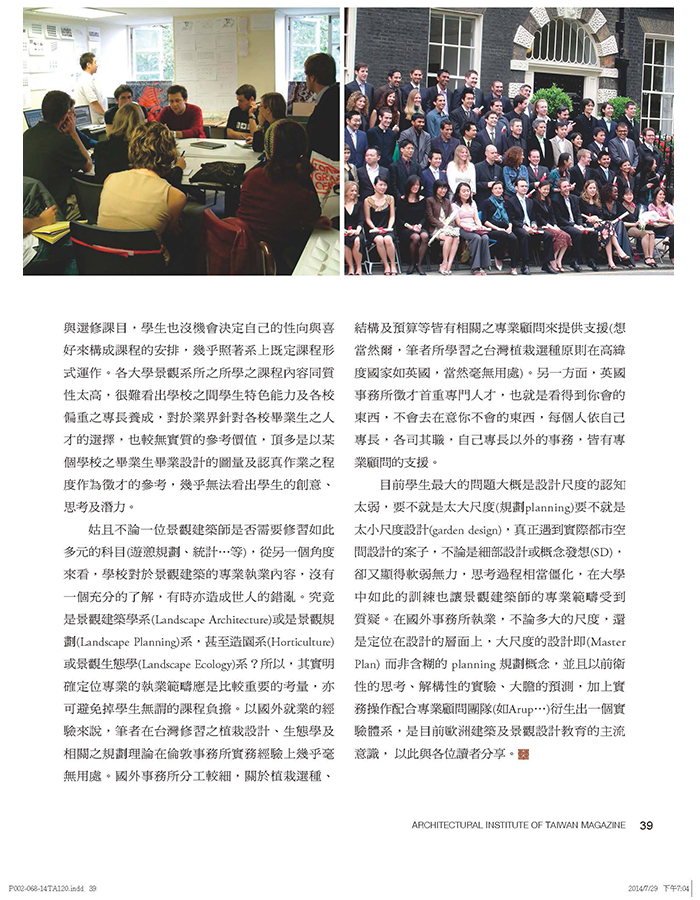 與選修課目，學生也沒機會決定自己的性向與喜
好來構成課程的安排，幾乎照著系上既定課程形
式運作。各大學景觀系所之所學之課程內容同質
性太高，很難看出學校之間學生特色能力及各校
偏重之專長養成，對於業界針對各校畢業生之人
才的選擇，也較無實質的參考價值，頂多是以某
個學校之畢業生畢業設計的圖量及認真作業之程
度作為徵才的參考，幾乎無法看出學生的創意、
思考及潛力。
姑且不論一位景觀建築師是否需要修習如此
多元的科目(遊憩規劃、統計⋯等)，從另一個角度
來看，學校對於景觀建築的專業執業內容，沒有
一個充分的了解，有時亦造成世人的錯亂。究竟
是景觀建築學系(Landscape Architecture)或是景觀規
劃(Landscape Planning)系，甚至造園系(Horticulture)
或景觀生態學(Landscape Ecology)系？所以，其實明
確定位專業的執業範疇應是比較重要的考量，亦
可避免掉學生無謂的課程負擔。以國外就業的經
驗來說，筆者在台灣修習之植栽設計、生態學及
相關之規劃理論在倫敦事務所實務經驗上幾乎毫
無用處。國外事務所分工較細，關於植栽選種、
結構及預算等皆有相關之專業顧問來提供支援(想
當然爾，筆者所學習之台灣植栽選種原則在高緯
度國家如英國，當然毫無用處)。另一方面，英國
事務所徵才首重專門人才，也就是看得到你會的
東西，不會去在意你不會的東西，每個人依自己
專長，各司其職，自己專長以外的事務，皆有專
業顧問的支援。
目前學生最大的問題大概是設計尺度的認知
太弱，要不就是太大尺度(規劃planning)要不就是
太小尺度設計(garden design)，真正遇到實際都市空
間設計的案子，不論是細部設計或概念發想(SD)，
卻又顯得軟弱無力，思考過程相當僵化，在大學
中如此的訓練也讓景觀建築師的專業範疇受到
質疑。在國外事務所執業，不論多大的尺度，還
是定位在設計的層面上，大尺度的設計即(Master
Plan) 而非含糊的 planning 規劃概念，並且以前衛
性的思考、解構性的實驗、大膽的預測，加上實
務操作配合專業顧問團隊(如Arup⋯)衍生出一個實
驗體系，是目前歐洲建築及景觀設計教育的主流
意識， 以此與各位讀者分享。
ARCHITECTURAL INSTITUTE OF TAIWAN MAGAZINE 39
P002-068-14TA120.indd 39
2014/7/29 下午7:04